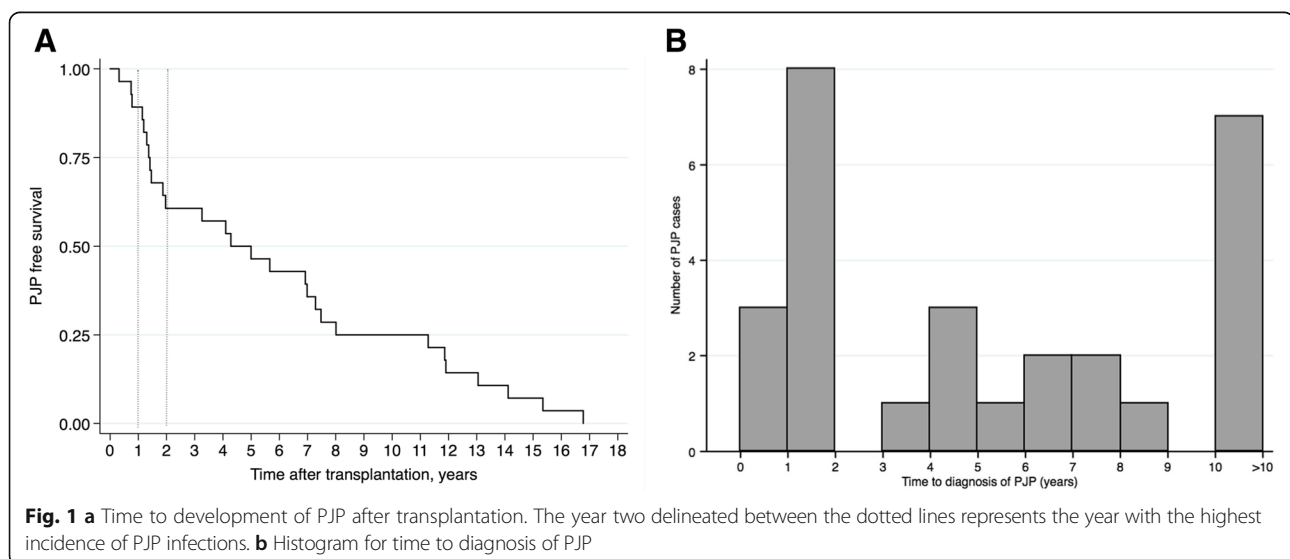 A
1.00
0.75
0.50
0.25
0.00
PJP free survival
0 1 2 3 4 5 6 7 8 9 10 11 12 13 14 15 16 17 18
Time after transplantation, years
B
8
6
4
2
0
Number of PJP cases
0 1 2 3 4 5 6 7 8 9 10 >10
Time to diagnosis of PJP (years)
Fig. 1 a Time to development of PJP after transplantation. The year two delineated between the dotted lines represents the year with the highest
incidence of PJP infections. b Histogram for time to diagnosis of PJP